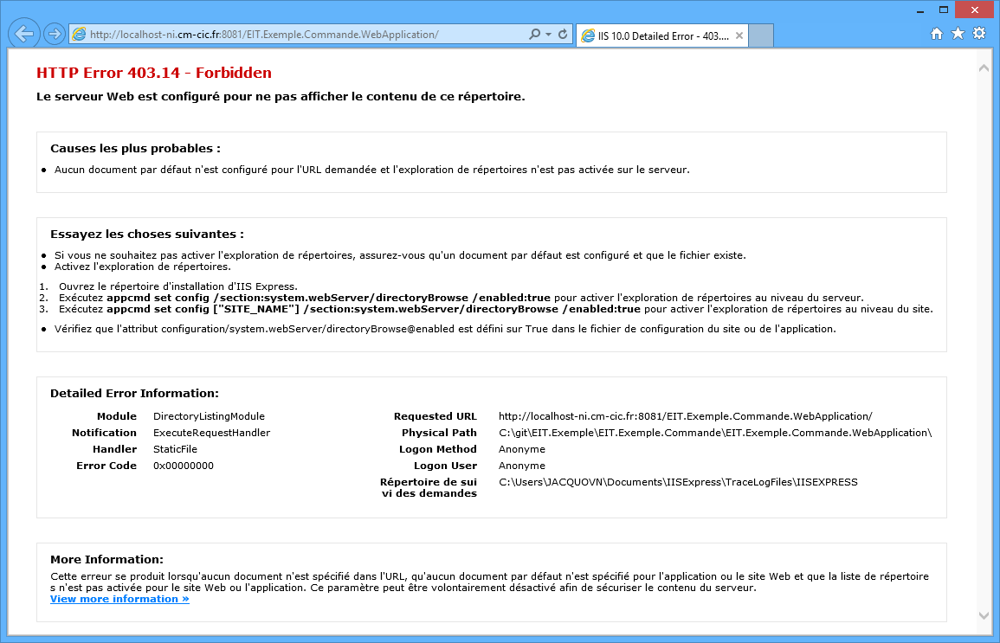 http://localhost-ni.cm-cic.fr:8081/EIT.Exemple.Commande.WebApplication/
IIS 10.0 Detailed Error - 403....
HTTP Error 403.14 - Forbidden
Le serveur Web est configuré pour ne pas afficher le contenu de ce répertoire.
Causes les plus probables :
Aucun document par défaut n'est configuré pour l'URL demandée et l'exploration de répertoires n'est pas activée sur le serveur.
Essayez les choses suivantes :
Si vous ne souhaitez pas activer l'exploration de répertoires, assurez-vous qu'un document par défaut est configuré et que le fichier existe.
Activez l'exploration de répertoires.
1. Ouvrez le répertoire d'installation d'IIS Express.
2. Exécutez appcmd set config /section:system.webServer/directoryBrowse /enabled:true pour activer l'exploration de répertoires au niveau du serveur.
3. Exécutez appcmd set config ["SITE_NAME"] /section:system.webServer/directoryBrowse /enabled:true pour activer l'exploration de répertoires au niveau du site.
Vérifiez que l'attribut configuration/system.webServer/directoryBrowse@enabled est défini sur True dans le fichier de configuration du site ou de l'application.
Detailed Error Information:
Module DirectoryListingModule
Notification ExecuteRequestHandler
Handler StaticFile
Error Code 0x00000000
Requested URL http://localhost-ni.cm-cic.fr:8081/EIT.Exemple.Commande.WebApplication/
Physical Path C:\git\EIT.Exemple\EIT.Exemple.Commande\EIT.Exemple.Commande.WebApplication\
Logon Method Anonyme
Logon User Anonyme
Répertoire de sui C:\Users\JACQUOVN\Documents\IISExpress\TraceLogFiles\IISEXPRESS
vi des demandes
More Information:
Cette erreur se produit lorsqu'aucun document n'est spécifié dans l'URL, qu'aucun document par défaut n'est spécifié pour l'application ou le site Web et que la liste de répertoire
s n'est pas activée pour le site Web ou l'application. Ce paramètre peut être volontairement désactivé afin de sécuriser le contenu du serveur.
View more information »